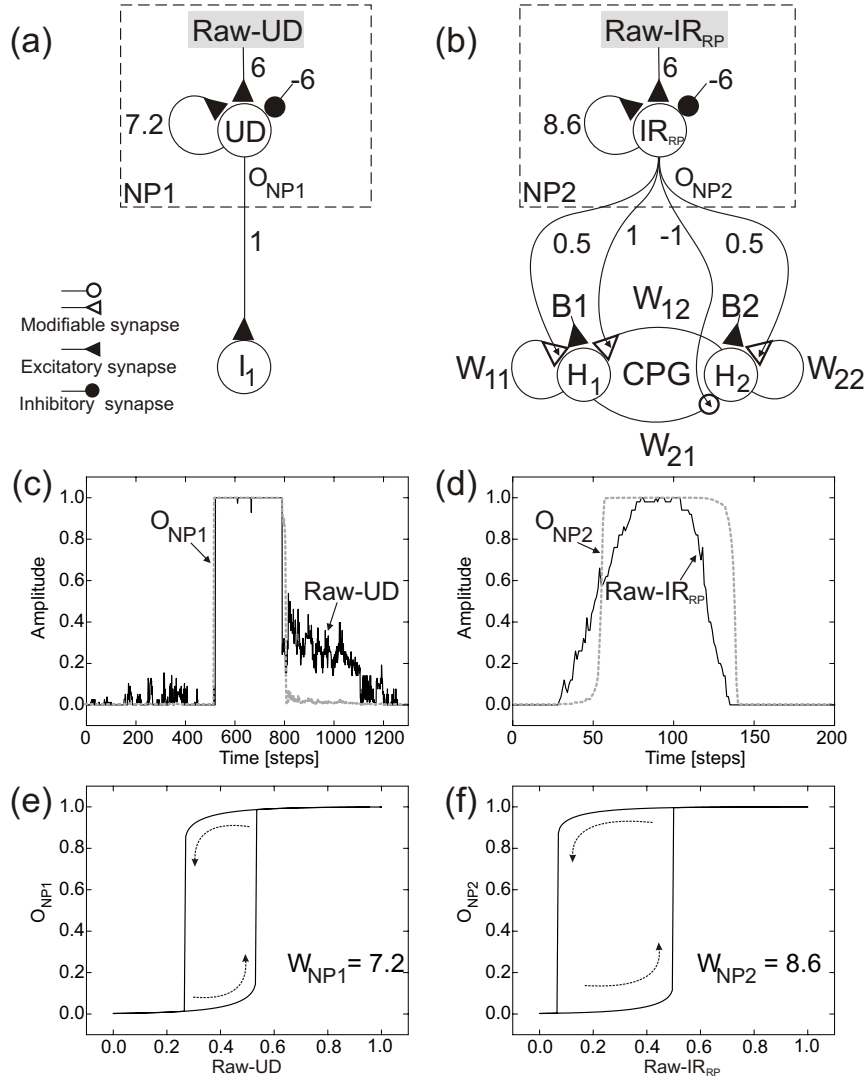 (a)
Raw-UD
6
-6
7.2
UD
O_NP1
NP1
1
I_1
Modifiable synapse
Excitatory synapse
Inhibitory synapse
(b)
Raw-IR_RP
6
-6
8.6
IR_RP
O_NP2
NP2
0.5
1
-1
0.5
B1
W_12
B2
W_11
H_1
CPG
H_2
W_22
W_21
(c)
1.0
0.8
0.6
0.4
0.2
0.0
Amplitude
O_NP1
Raw-UD
0 200 400 600 800 1000 1200
Time [steps]
(d)
1.0
0.8
0.6
0.4
0.2
0.0
Amplitude
O_NP2
Raw-IR_RP
0 50 100 150 200
Time [steps]
(e)
1.0
0.8
0.6
0.4
0.2
0.0
O_NP1
W_NP1 = 7.2
0.0 0.2 0.4 0.6 0.8 1.0
Raw-UD
(f)
1.0
0.8
0.6
0.4
0.2
0.0
O_NP2
W_NP2 = 8.6
0.0 0.2 0.4 0.6 0.8 1.0
Raw-IR_RP